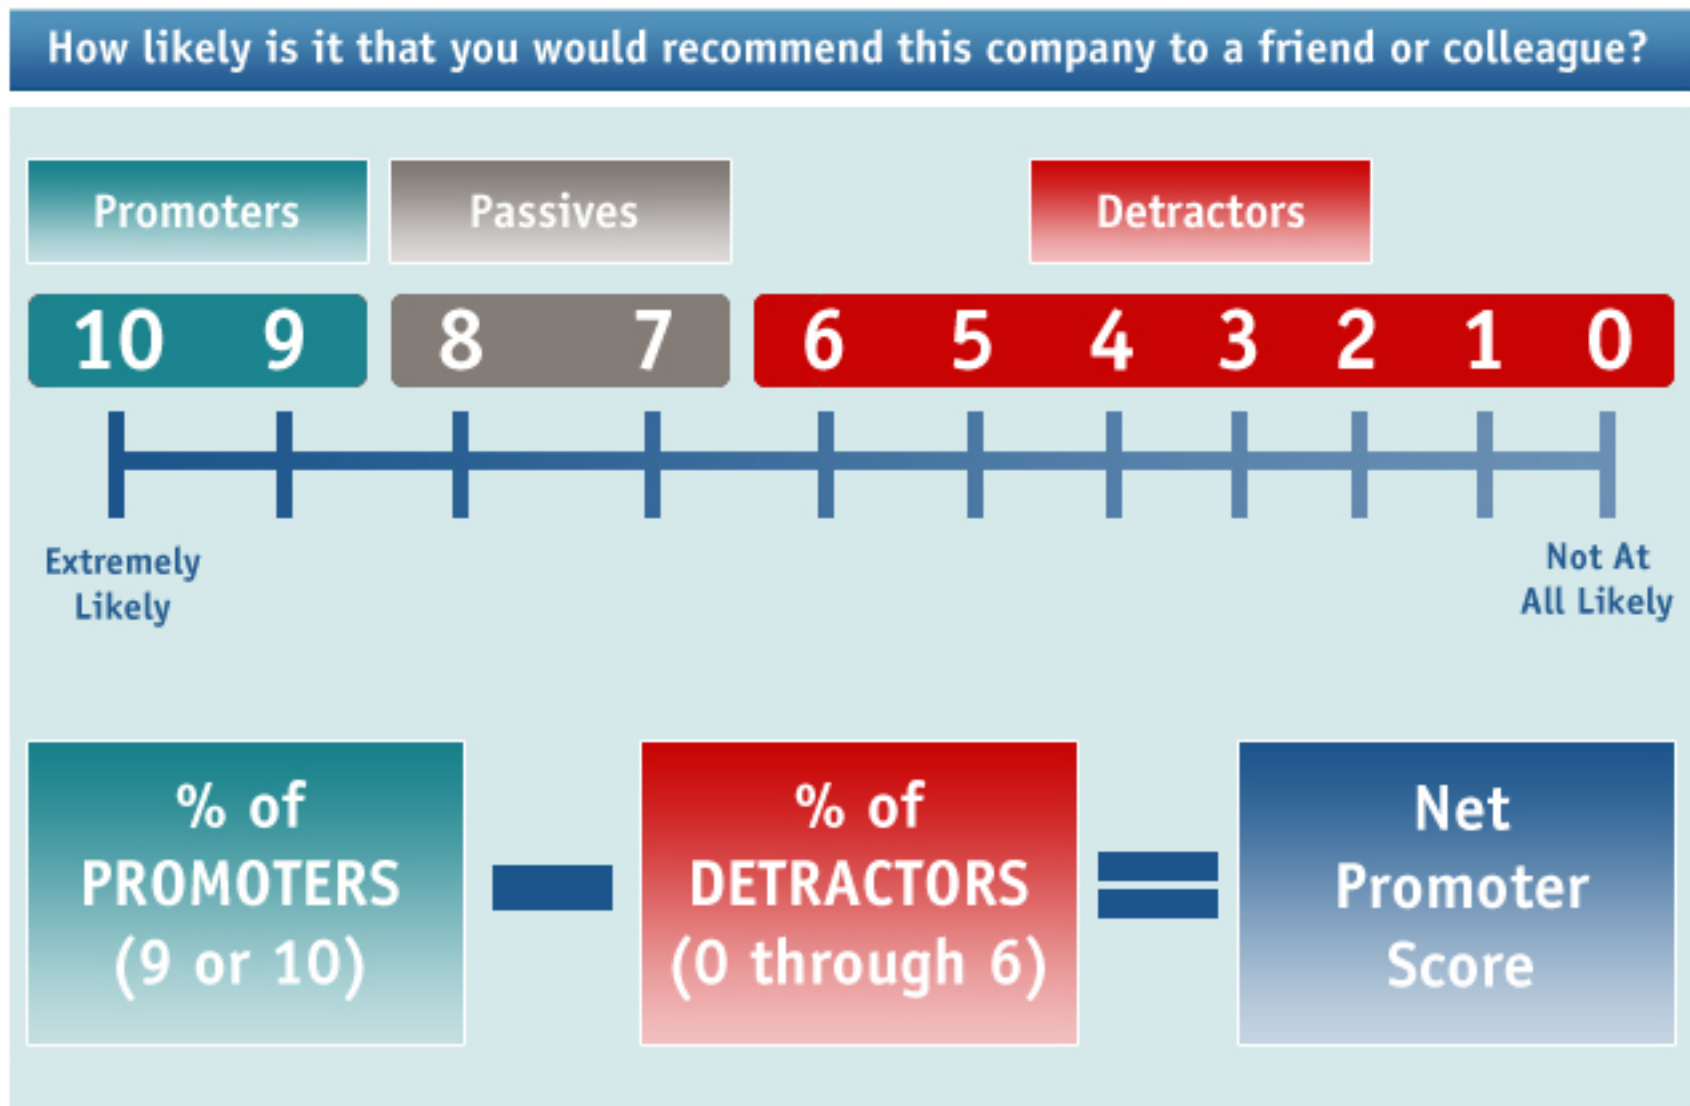 How likely is it that you would recommend this company to a friend or colleague?
Promoters Passives Detractors
10 9 8 7 6 5 4 3 2 1 0
Extremely
Likely
Not At
All Likely
% of
PROMOTERS
(9 or 10)
% of
DETRACTORS
(0 through 6)
Net
Promoter
Score